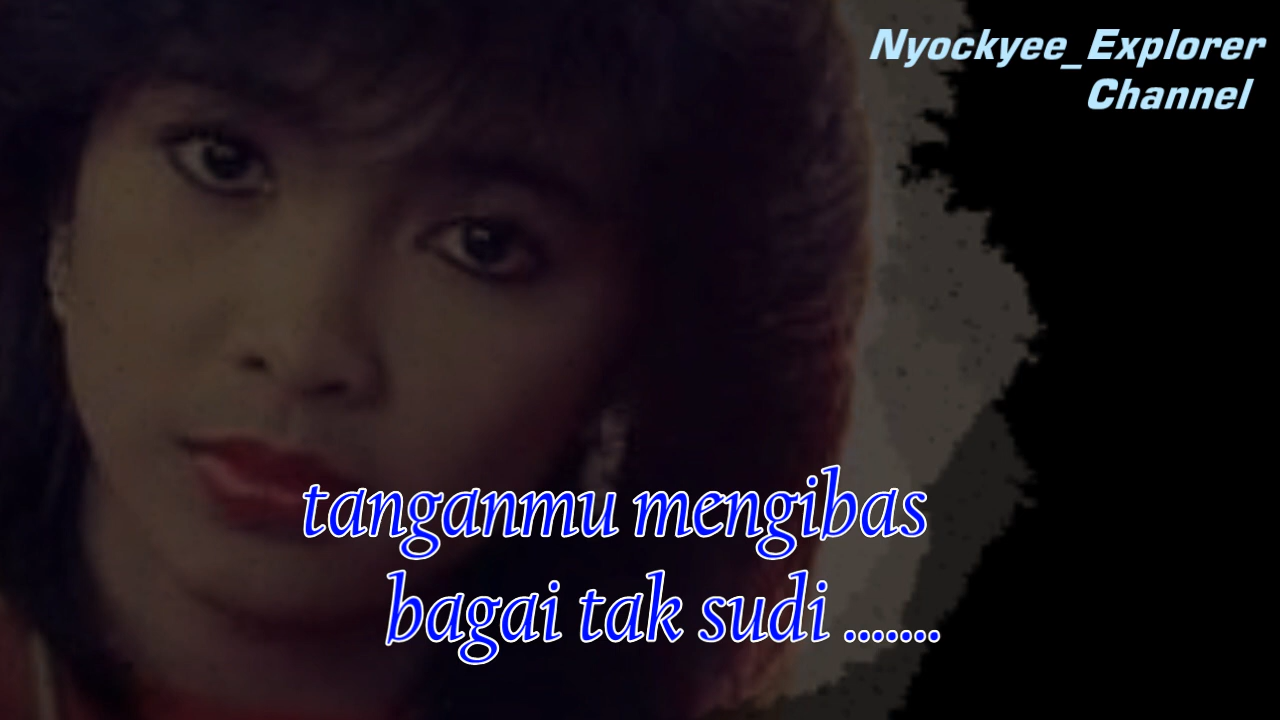 Nyockyee_Explorer
Channel
tanganmu mengibas
bagai tak sudi .......